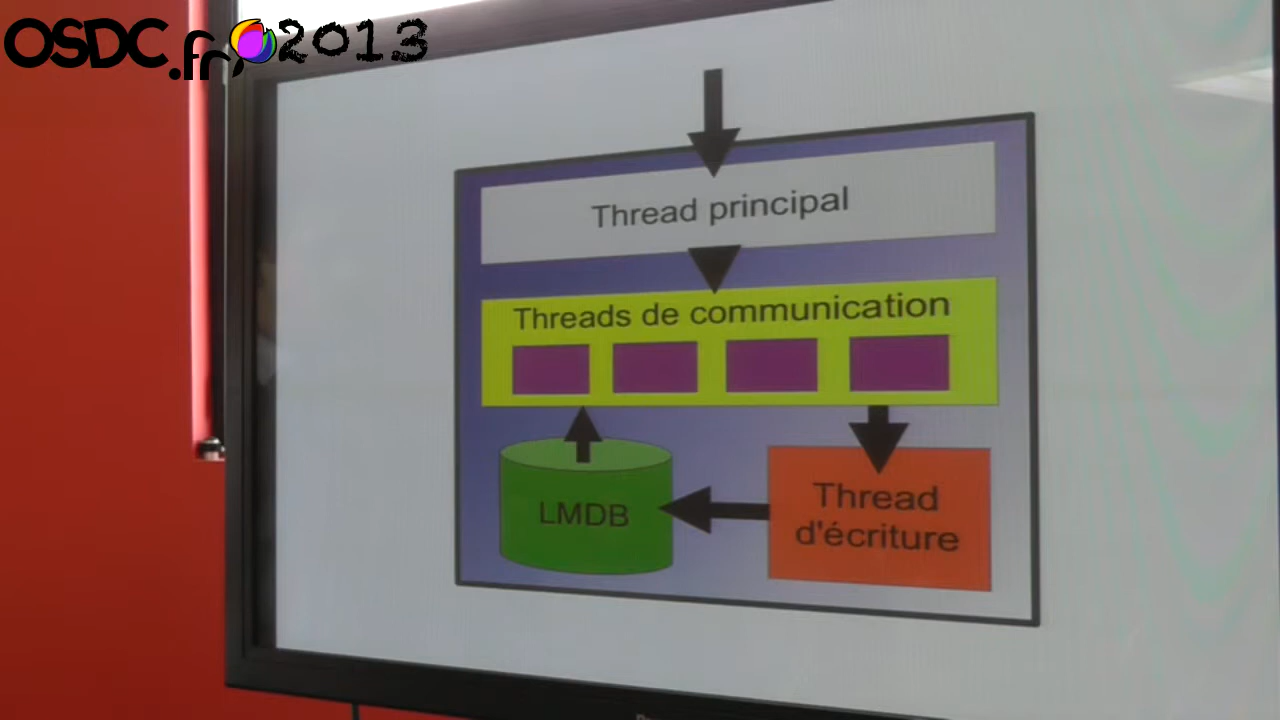 OSDC.fr 2013
Thread principal
Threads de communication
LMDB
Thread
d'écriture